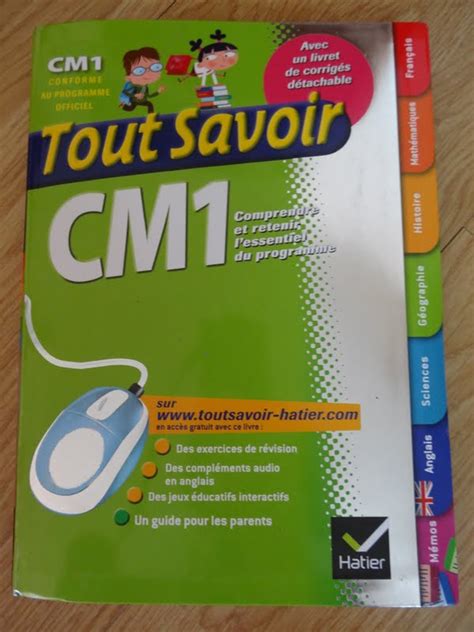 CM1
CONFORME
AU PROGRAMME
OFFICIEL
Avec
un livret
de corrigés
détachable
Tout Savoir
CM1
Comprendre
et retenir
l'essentiel
du programme
sur
www.toutsavoir-hatier.com
en accès gratuit avec ce livre :
Des exercices de révision
Des compléments audio
en anglais
Des jeux éducatifs interactifs
Un guide pour les parents
Hatier
Français
Mathématiques
Histoire
Géographie
Sciences
Anglais
Mémos